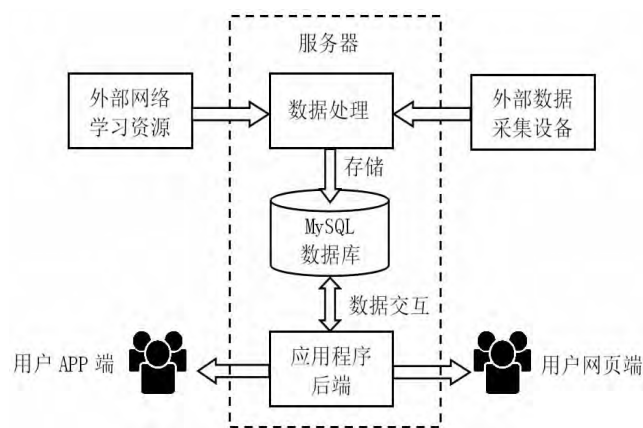 服务器
外部网络
学习资源
数据处理
外部数据
采集设备
存储
MySQL
数据库
数据交互
用户 APP 端
应用程序
后端
用户网页端